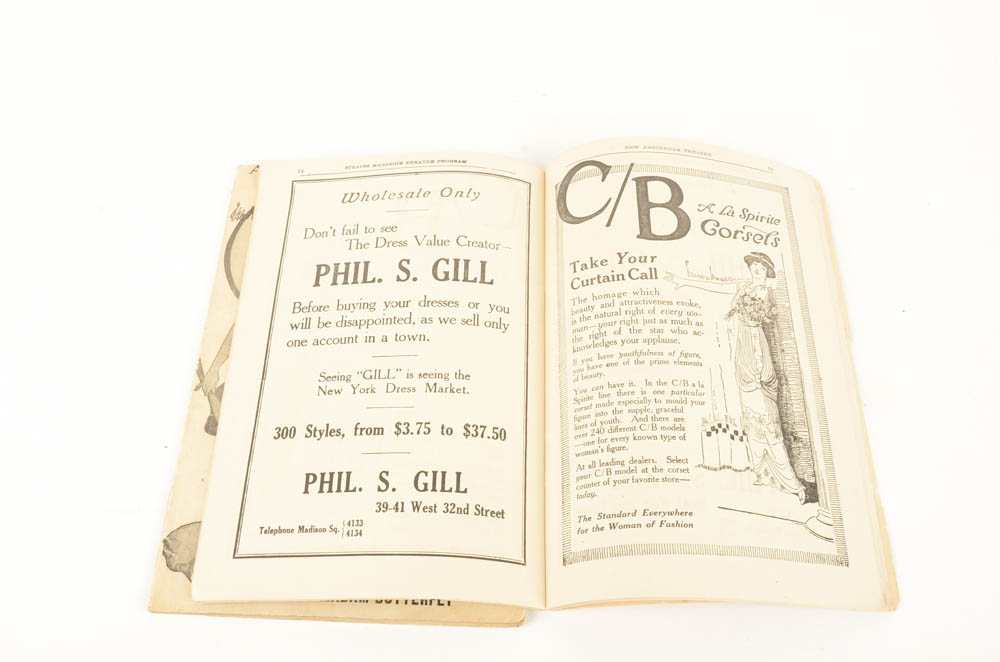 14
STRAUSS MAGAZINE THEATRE PROGRAM
Wholesale Only
Don't fail to see
The Dress Value Creator—
PHIL. S. GILL
Before buying your dresses or you
will be disappointed, as we sell only
one account in a town.
Seeing "GILL" is seeing the
New York Dress Market.
300 Styles, from $3.75 to $37.50
PHIL. S. GILL
39-41 West 32nd Street
Telephone Madison Sq. { 4133
4134
MADAM BUTTERFLY
NEW AMSTERDAM THEATRE
C/B
A La Spirite
Corsets
Take Your
Curtain Call
The homage which
beauty and attractiveness evoke,
is the natural right of every wo-
man—your right just as much as
the right of the star who ac-
knowledges your applause.
If you have youthfulness of figure,
you have one of the prime elements
of beauty.
You can have it. In the C/B a la
Spirite line there is one particular
corset made especially to mould your
figure into the supple, graceful
lines of youth. And there are
over 240 different C/B models
—one for every known type of
woman's figure.
At all leading dealers. Select
your C/B model at the corset
counter of your favorite store—
today.
The Standard Everywhere
for the Woman of Fashion